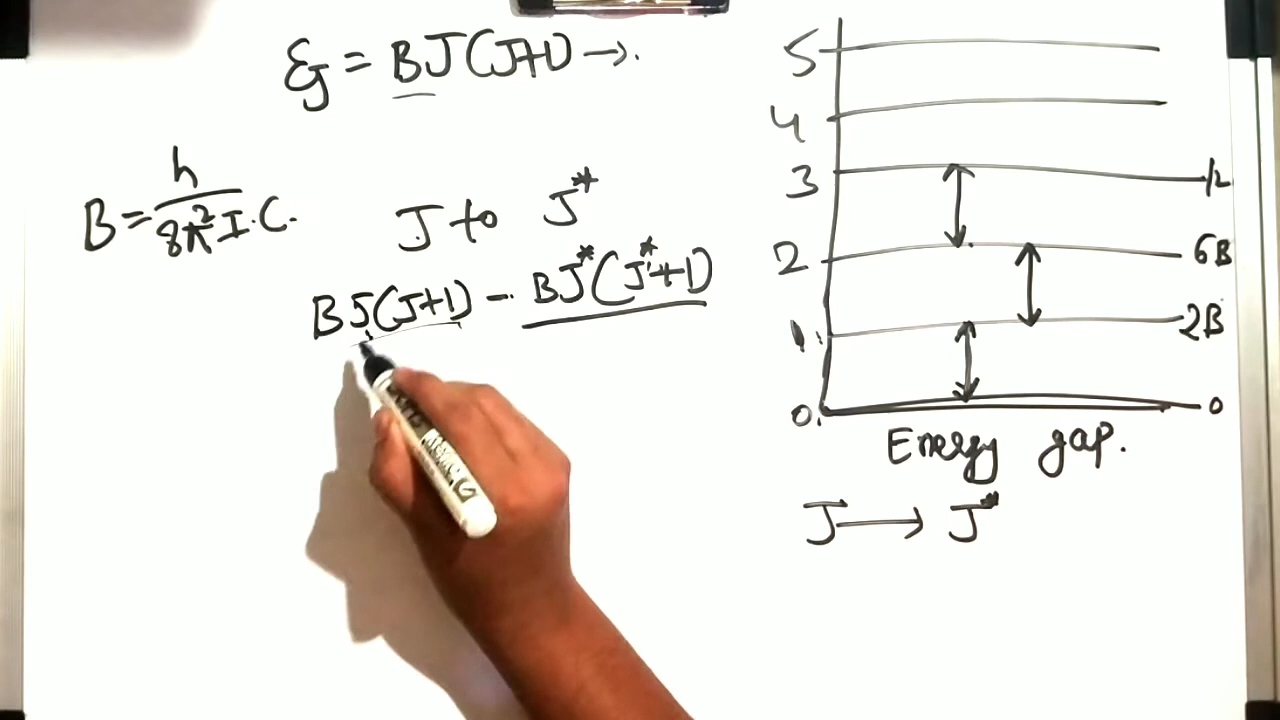 εJ = BJ(J+1) →.
B = h / 8π²I.C.
J to J*
BJ(J+1) - BJ*(J*+1)
5
4
3 12
2 6B
1. 2B
0. 0
Energy gap.
J → J*